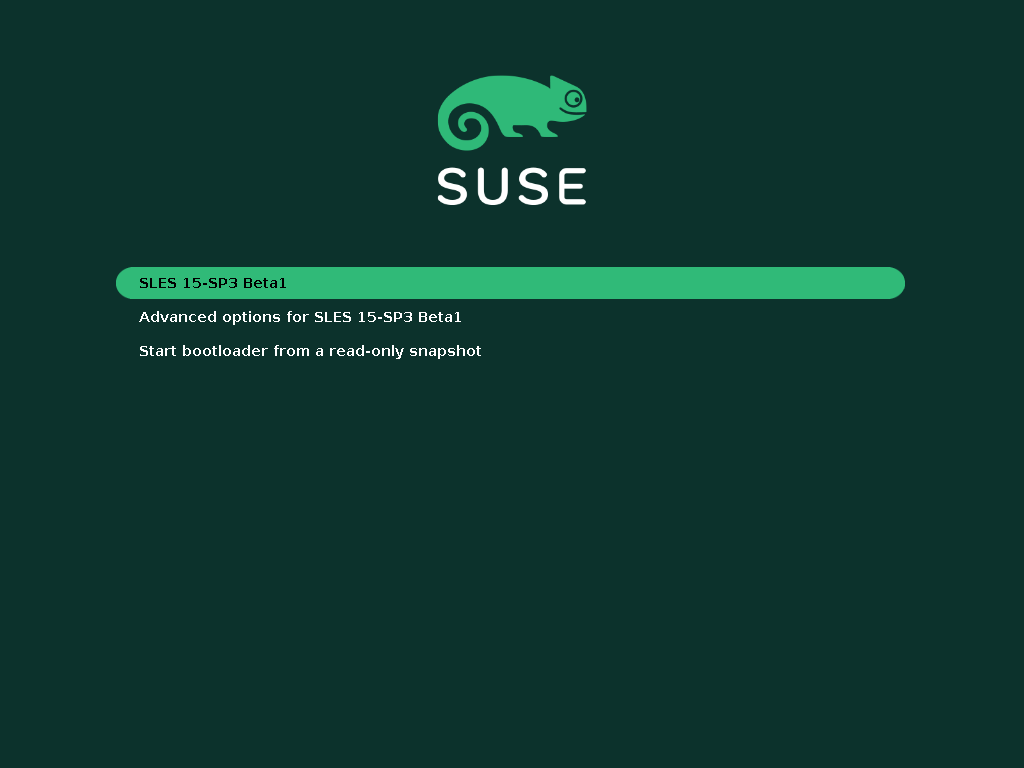 SUSE
SLES 15-SP3 Beta1
Advanced options for SLES 15-SP3 Beta1
Start bootloader from a read-only snapshot